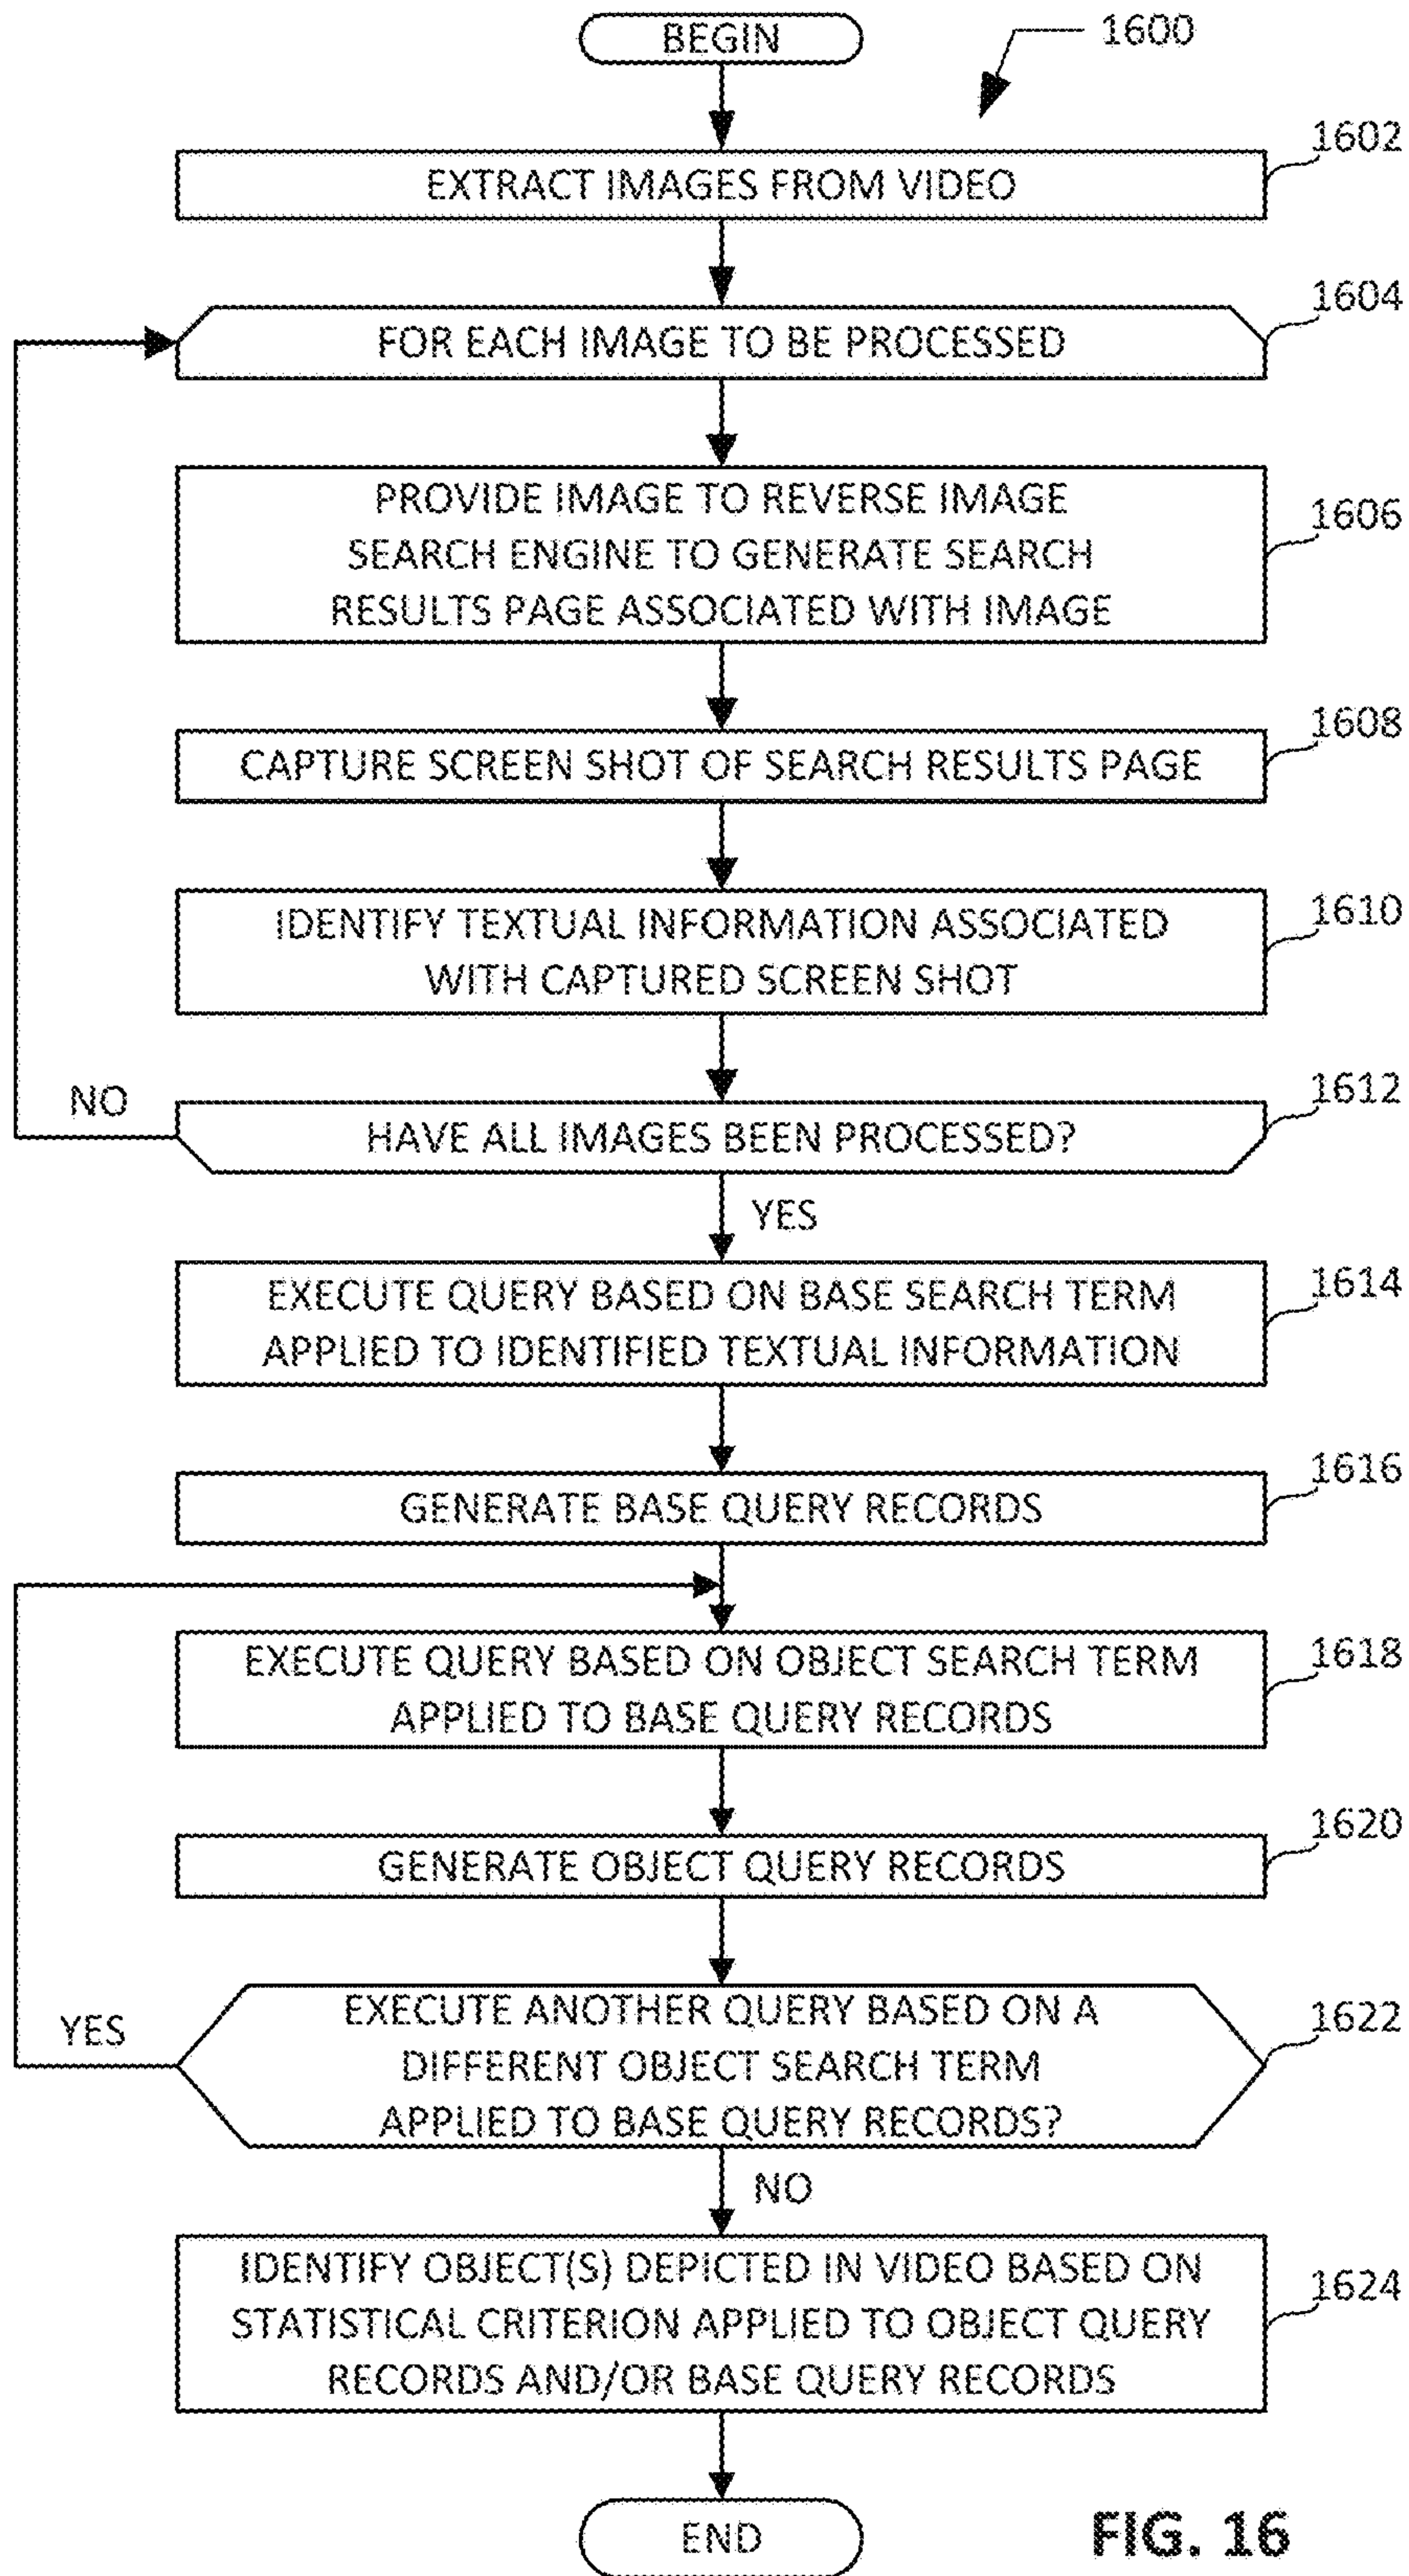 BEGIN
1600
1602
EXTRACT IMAGES FROM VIDEO
1604
FOR EACH IMAGE TO BE PROCESSED
PROVIDE IMAGE TO REVERSE IMAGE
SEARCH ENGINE TO GENERATE SEARCH
RESULTS PAGE ASSOCIATED WITH IMAGE
1606
1608
CAPTURE SCREEN SHOT OF SEARCH RESULTS PAGE
1610
IDENTIFY TEXTUAL INFORMATION ASSOCIATED
WITH CAPTURED SCREEN SHOT
NO
1612
HAVE ALL IMAGES BEEN PROCESSED?
YES
1614
EXECUTE QUERY BASED ON BASE SEARCH TERM
APPLIED TO IDENTIFIED TEXTUAL INFORMATION
1616
GENERATE BASE QUERY RECORDS
1618
EXECUTE QUERY BASED ON OBJECT SEARCH TERM
APPLIED TO BASE QUERY RECORDS
1620
GENERATE OBJECT QUERY RECORDS
YES
EXECUTE ANOTHER QUERY BASED ON A
DIFFERENT OBJECT SEARCH TERM
APPLIED TO BASE QUERY RECORDS?
1622
NO
IDENTIFY OBJECT(S) DEPICTED IN VIDEO BASED ON
STATISTICAL CRITERION APPLIED TO OBJECT QUERY
RECORDS AND/OR BASE QUERY RECORDS
1624
END
FIG. 16